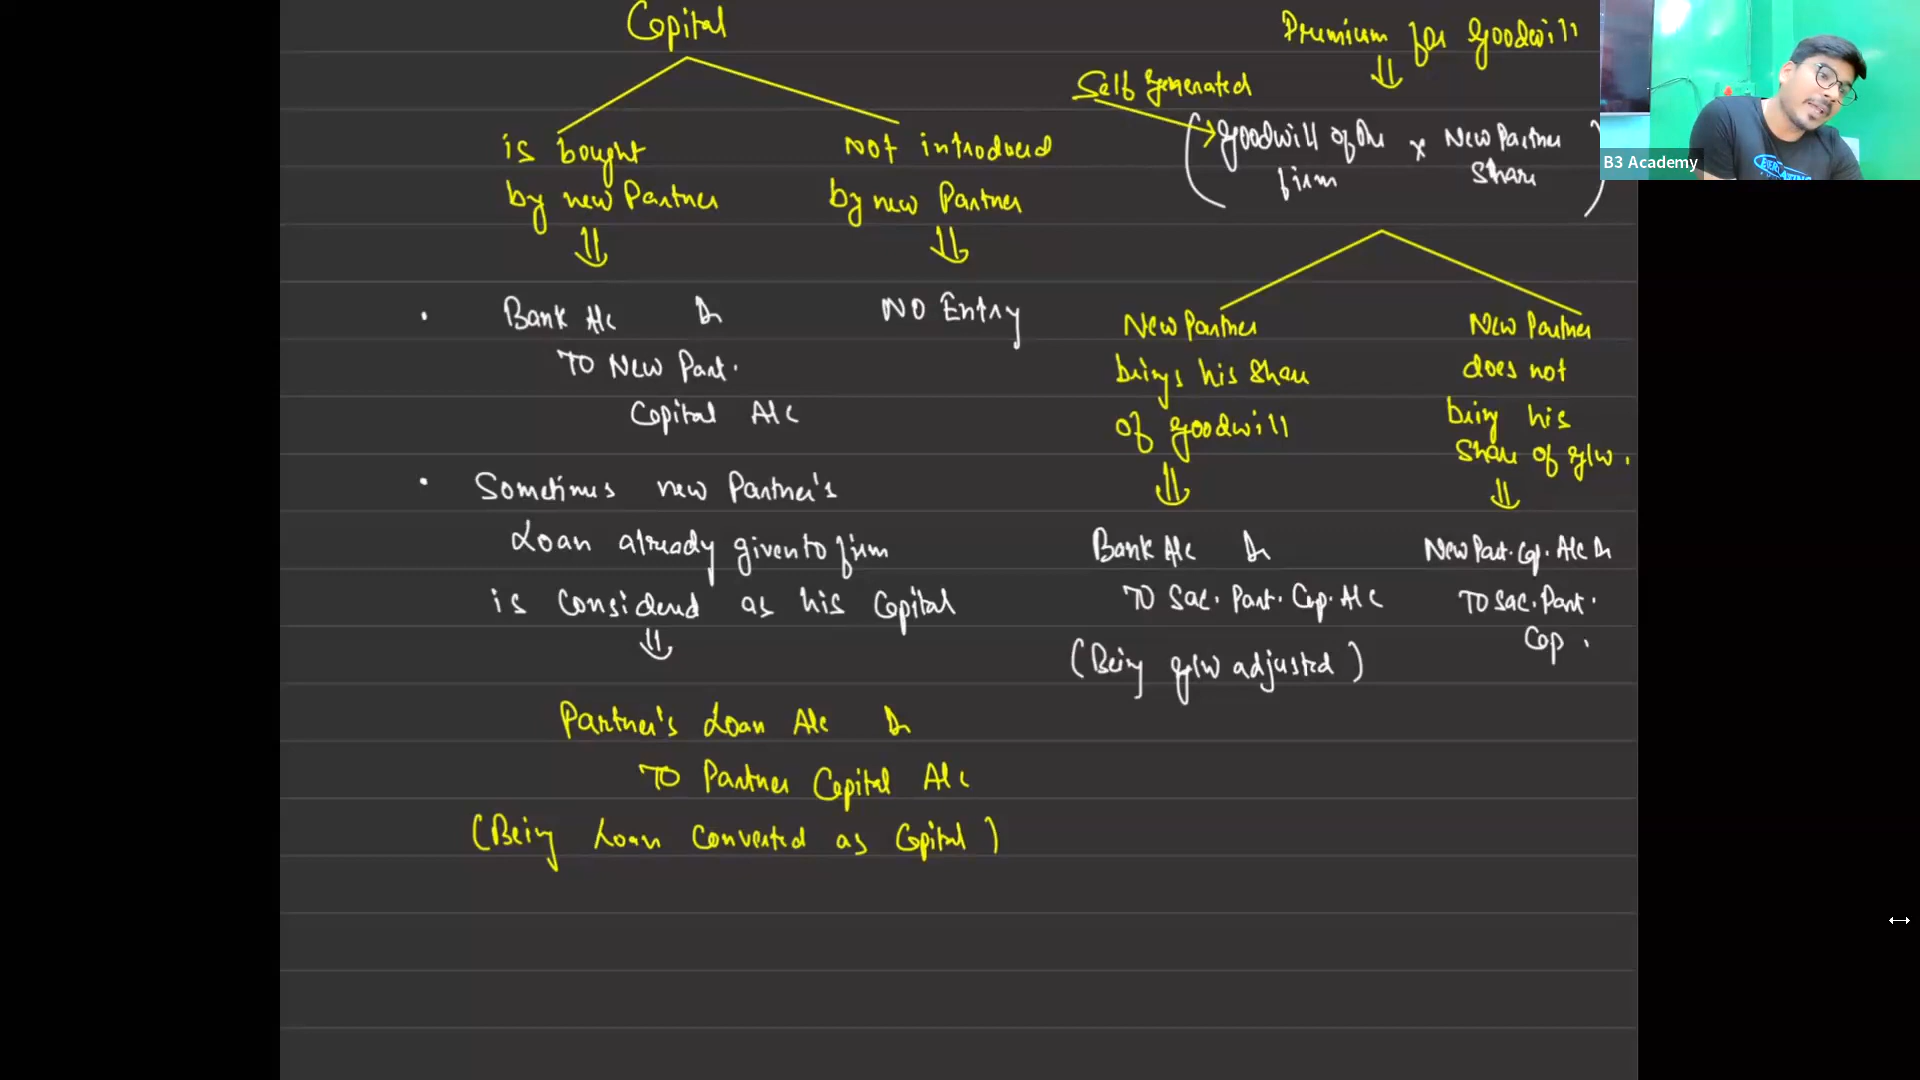 Capital
is bought
by new Partner
Not introduced
by new Partner
Bank A/c Dr
To New Part.
Capital A/c
No Entry
Sometimes new Partner's
Loan already given to firm
is considered as his Capital
Partner's Loan A/c Dr
To Partner Capital A/c
(Being Loan Converted as Capital)
Premium for Goodwill
Self generated
(Goodwill of the firm × New Partner Share)
New Partner
brings his Share
of goodwill
Bank A/c Dr
To Sac. Part. Cap. A/c
(Being g/w adjusted)
New Partner
does not
bring his
Share of g/w.
New Part. Cap. A/c Dr
To Sac. Part.
Cap.
B3 Academy